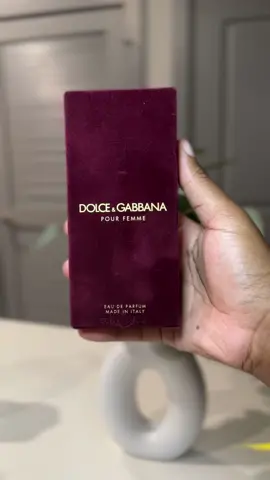 DOLCE & GABBANA
POUR FEMME
EAU DE PARFUM
MADE IN ITALY